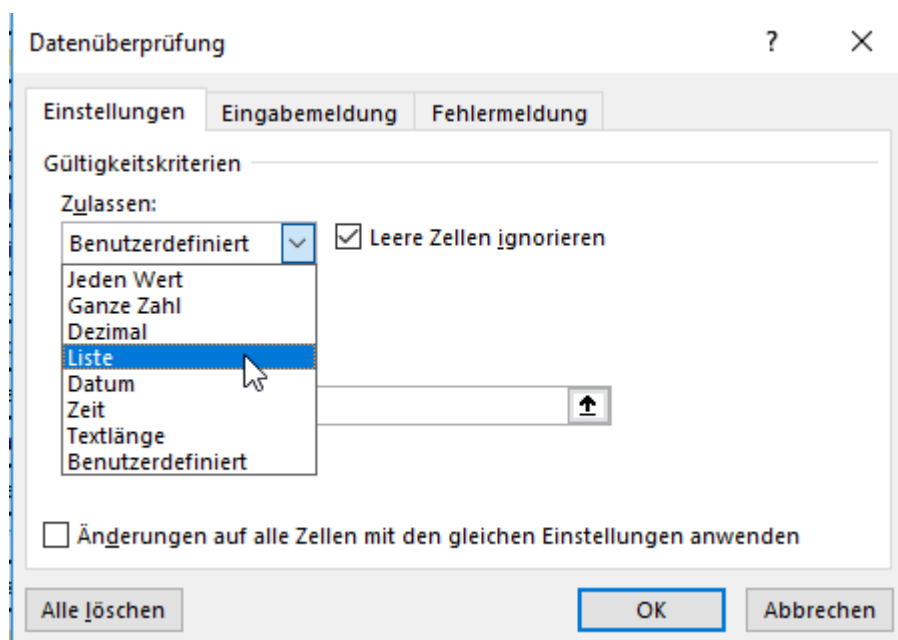 Datenüberprüfung ?
Einstellungen Eingabemeldung Fehlermeldung
Gültigkeitskriterien
Zulassen:
Benutzerdefiniert Leere Zellen ignorieren
Jeden Wert
Ganze Zahl
Dezimal
Liste
Datum
Zeit
Textlänge
Benutzerdefiniert
Änderungen auf alle Zellen mit den gleichen Einstellungen anwenden
Alle löschen OK Abbrechen